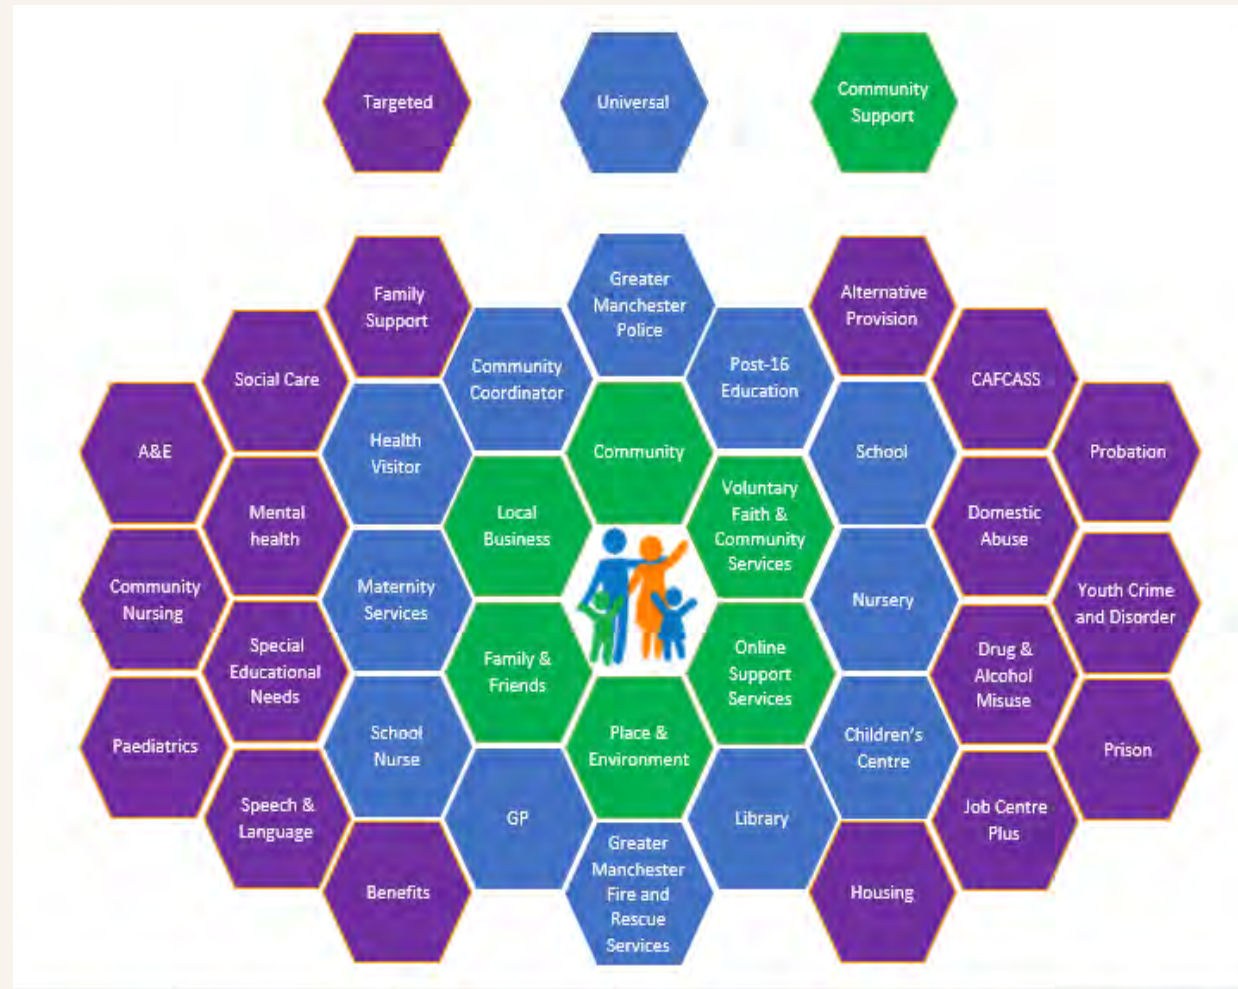 Targeted
Universal
Community
Support
Family
Support
Greater
Manchester
Police
Alternative
Provision
Social Care
Community
Coordinator
Post-16
Education
CAFCASS
A&E
Health
Visitor
Community
School
Probation
Mental
health
Local
Business
Voluntary
Faith &
Community
Services
Domestic
Abuse
Community
Nursing
Maternity
Services
Nursery
Youth Crime
and Disorder
Special
Educational
Needs
Family &
Friends
Online
Support
Services
Drug &
Alcohol
Misuse
Paediatrics
School
Nurse
Place &
Environment
Children's
Centre
Prison
Speech &
Language
GP
Library
Job Centre
Plus
Benefits
Greater
Manchester
Fire and
Rescue
Services
Housing